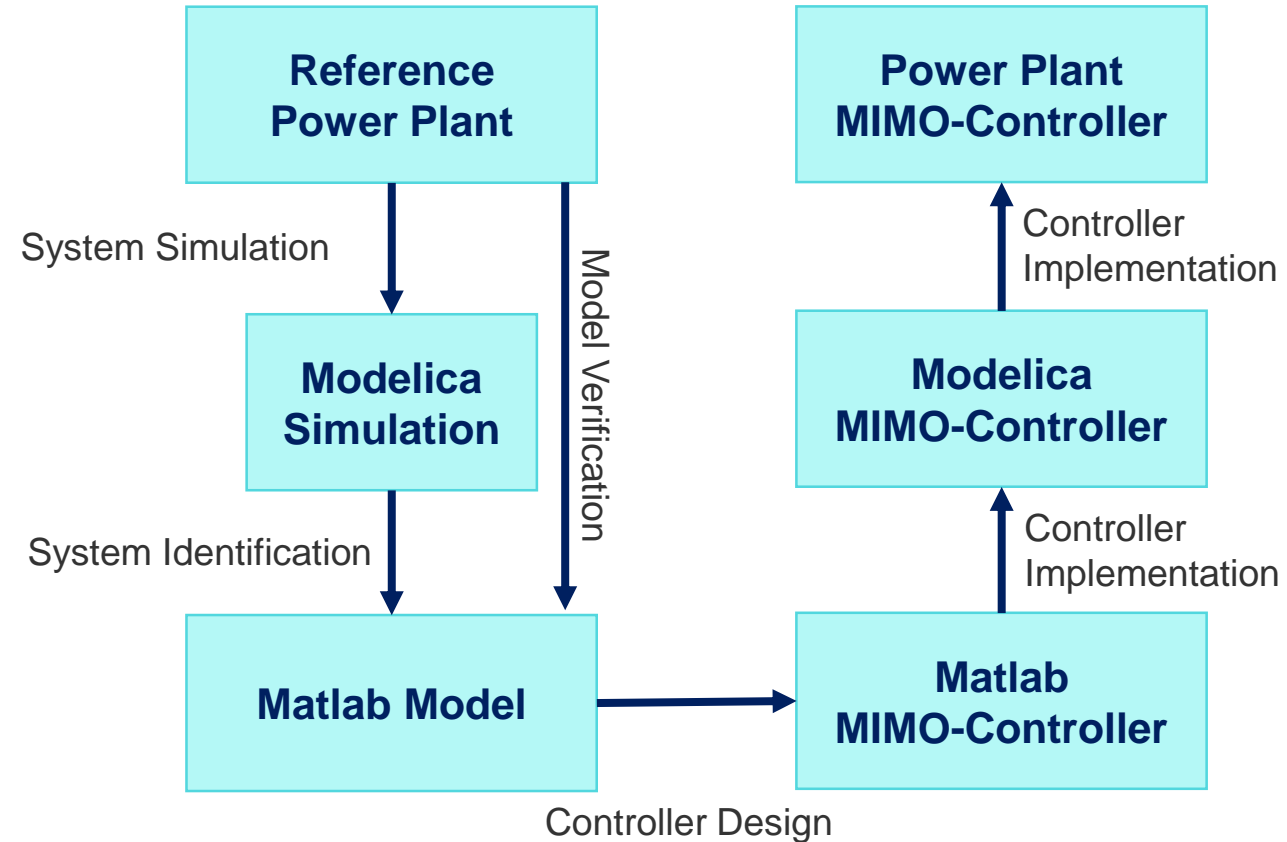 Reference
Power Plant
Power Plant
MIMO-Controller
System Simulation
Model Verification
Controller
Implementation
Modelica
Simulation
Modelica
MIMO-Controller
System Identification
Controller
Implementation
Matlab Model
Matlab
MIMO-Controller
Controller Design